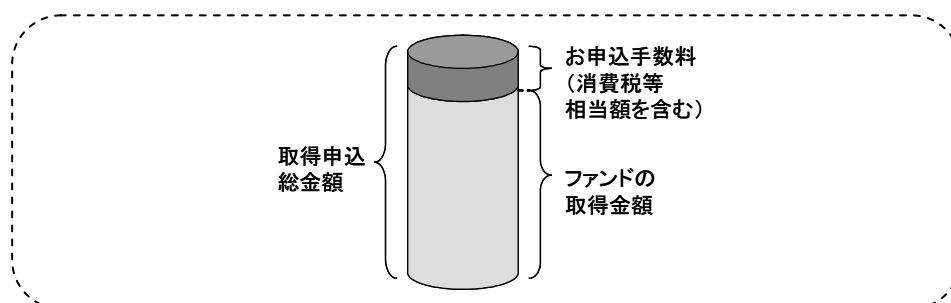 お申込手数料
（消費税等
相当額を含む）
取得申込
総金額
ファンドの
取得金額